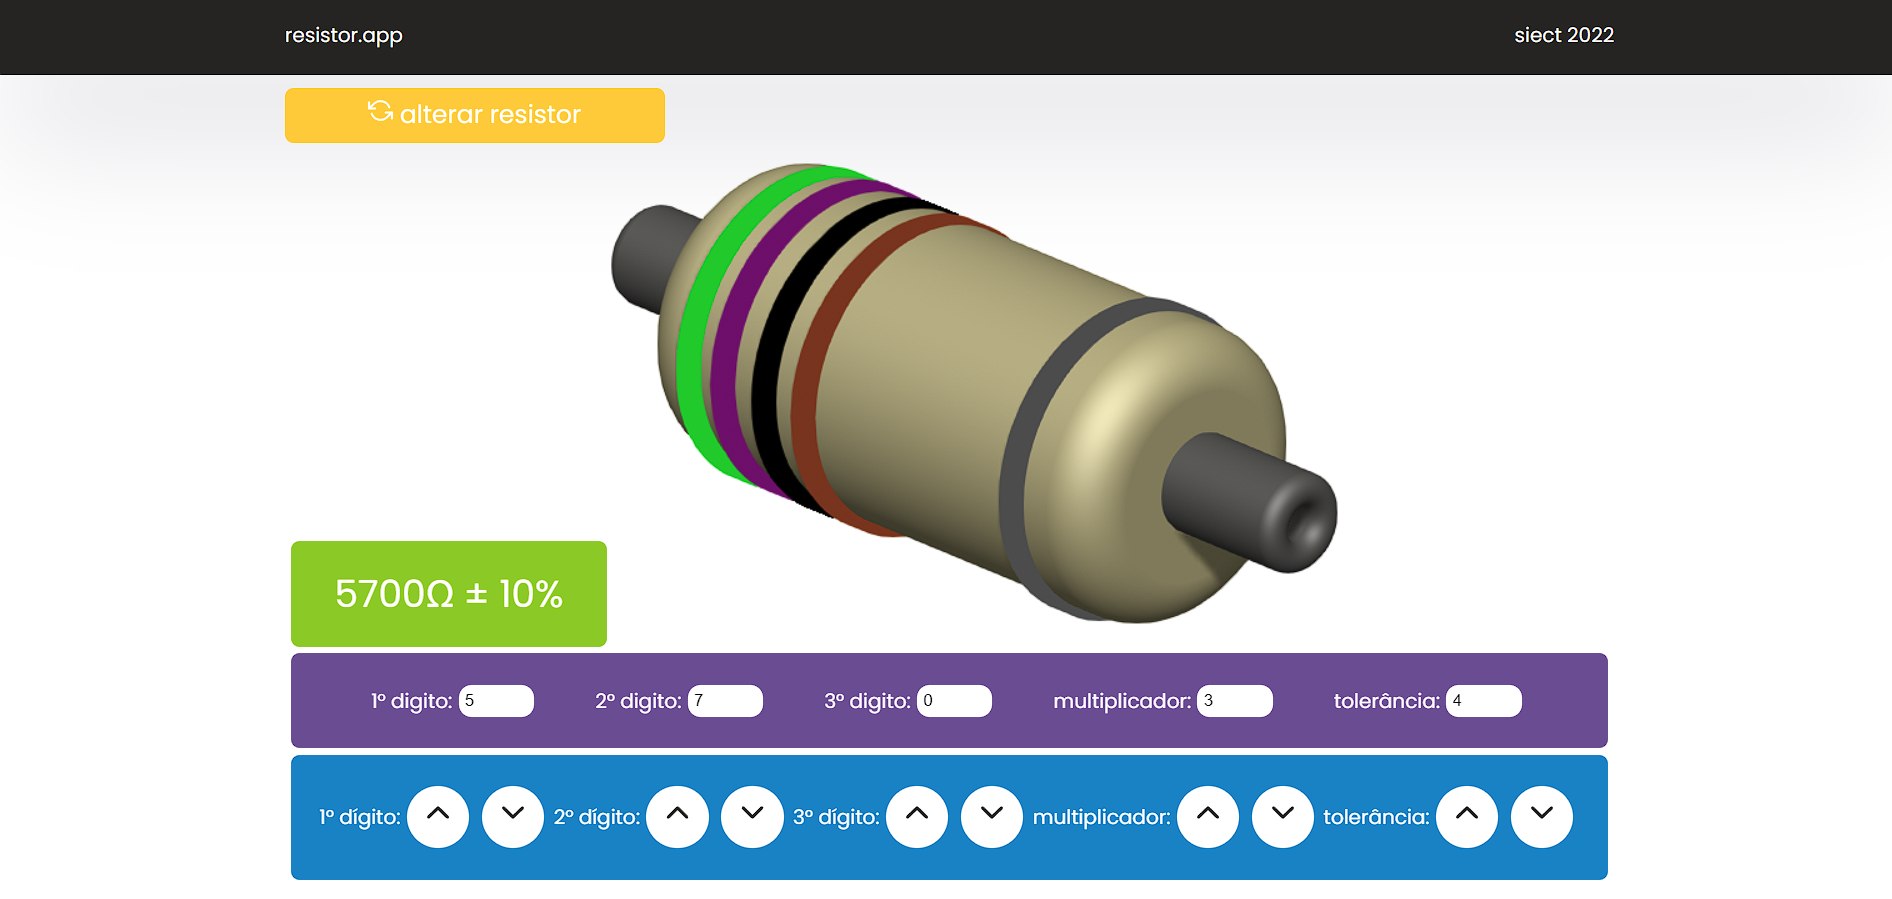 resistor.app
siect 2022
alterar resistor
5700Ω ± 10%
1º digito: 5 2º digito: 7 3º digito: 0 multiplicador: 3 tolerância: 4
1º dígito: 2º dígito: 3º dígito: multiplicador: tolerância: